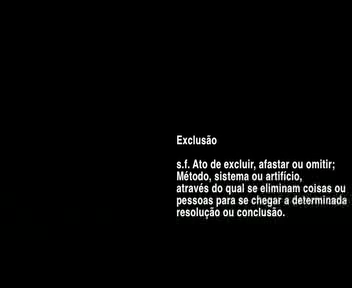 Exclusão
s.f. Ato de excluir, afastar ou omitir;
Método, sistema ou artifício,
através do qual se eliminam coisas ou
pessoas para se chegar a determinada
resolução ou conclusão.